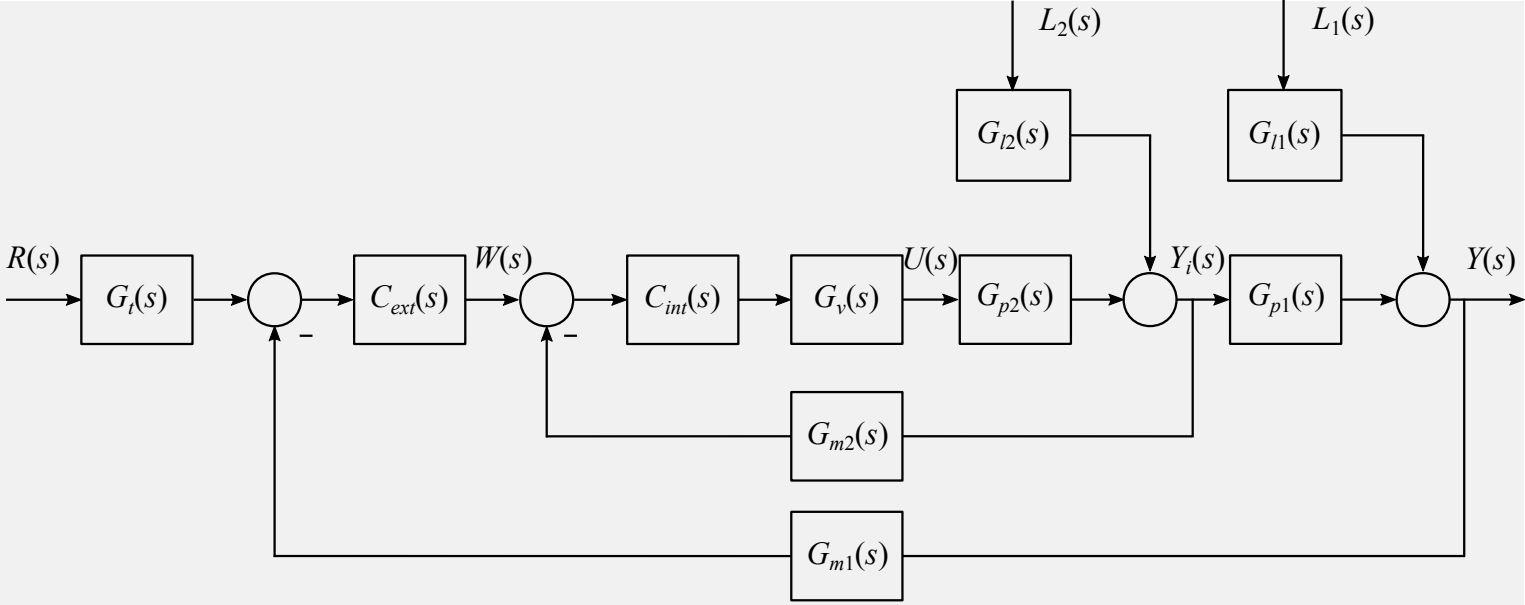 L₂(s)
L₁(s)
Gₗ₂(s)
Gₗ₁(s)
R(s)
Gₜ(s)
Cₑₓₜ(s)
W(s)
Cᵢₙₜ(s)
Gᵥ(s)
U(s)
Gₚ₂(s)
Yᵢ(s)
Gₚ₁(s)
Y(s)
–
–
Gₘ₂(s)
Gₘ₁(s)